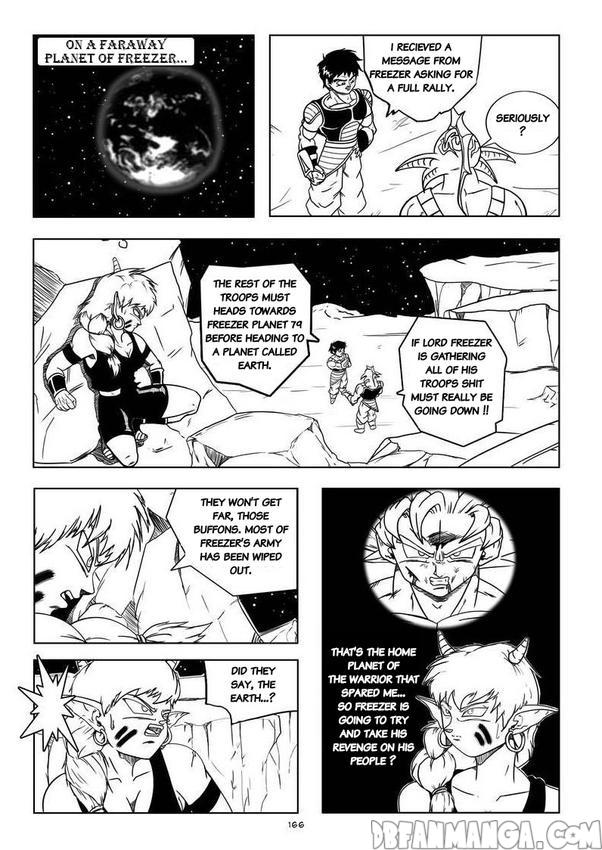 ON A FARAWAY
PLANET OF FREEZER...
I RECIEVED A
MESSAGE FROM
FREEZER ASKING FOR
A FULL RALLY.
SERIOUSLY
?
THE REST OF THE
TROOPS MUST
HEADS TOWARDS
FREEZER PLANET 79
BEFORE HEADING TO
A PLANET CALLED
EARTH.
IF LORD FREEZER
IS GATHERING
ALL OF HIS
TROOPS SHIT
MUST REALLY BE
GOING DOWN !!
THEY WON'T GET
FAR, THOSE
BUFFONS. MOST OF
FREEZER'S ARMY
HAS BEEN WIPED
OUT.
DID THEY
SAY, THE
EARTH...?
THAT'S THE HOME
PLANET OF
THE WARRIOR THAT
SPARED ME...
SO FREEZER IS
GOING TO TRY
AND TAKE HIS
REVENGE ON HIS
PEOPLE ?
166
DBFANMANGA.COM